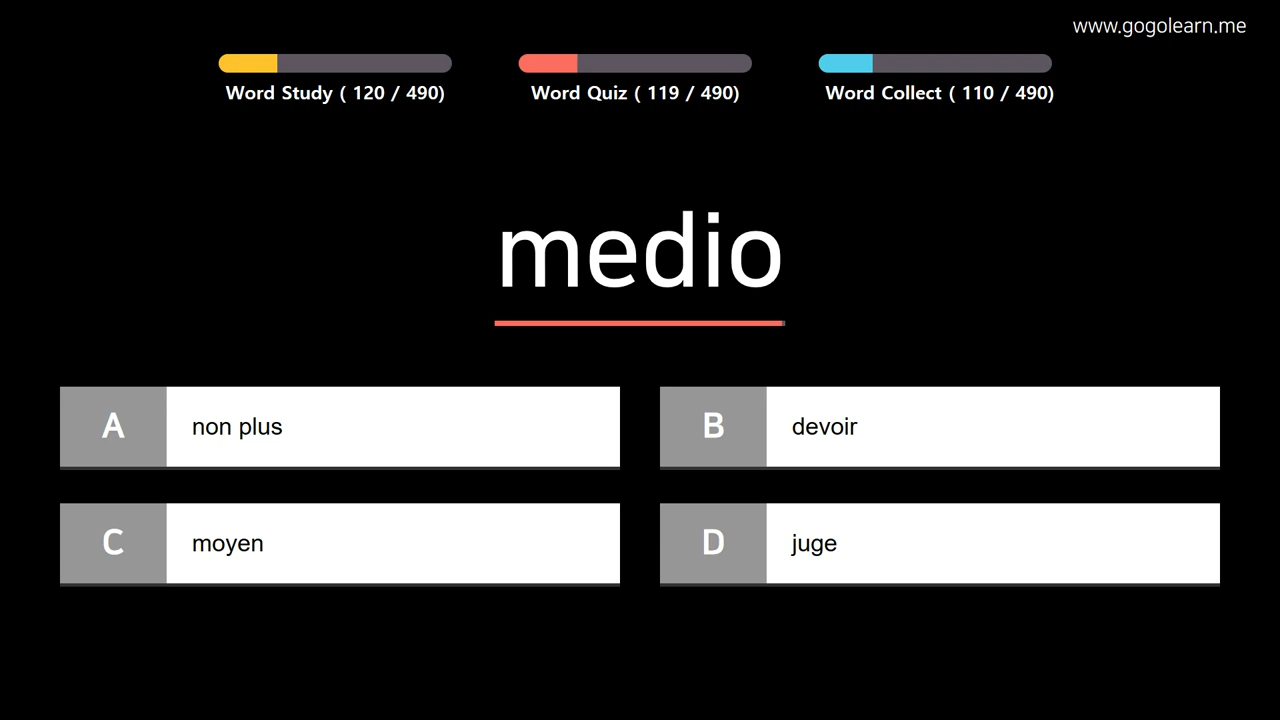 www.gogolearn.me
Word Study ( 120 / 490)
Word Quiz ( 119 / 490)
Word Collect ( 110 / 490)
medio
A non plus
B devoir
C moyen
D juge